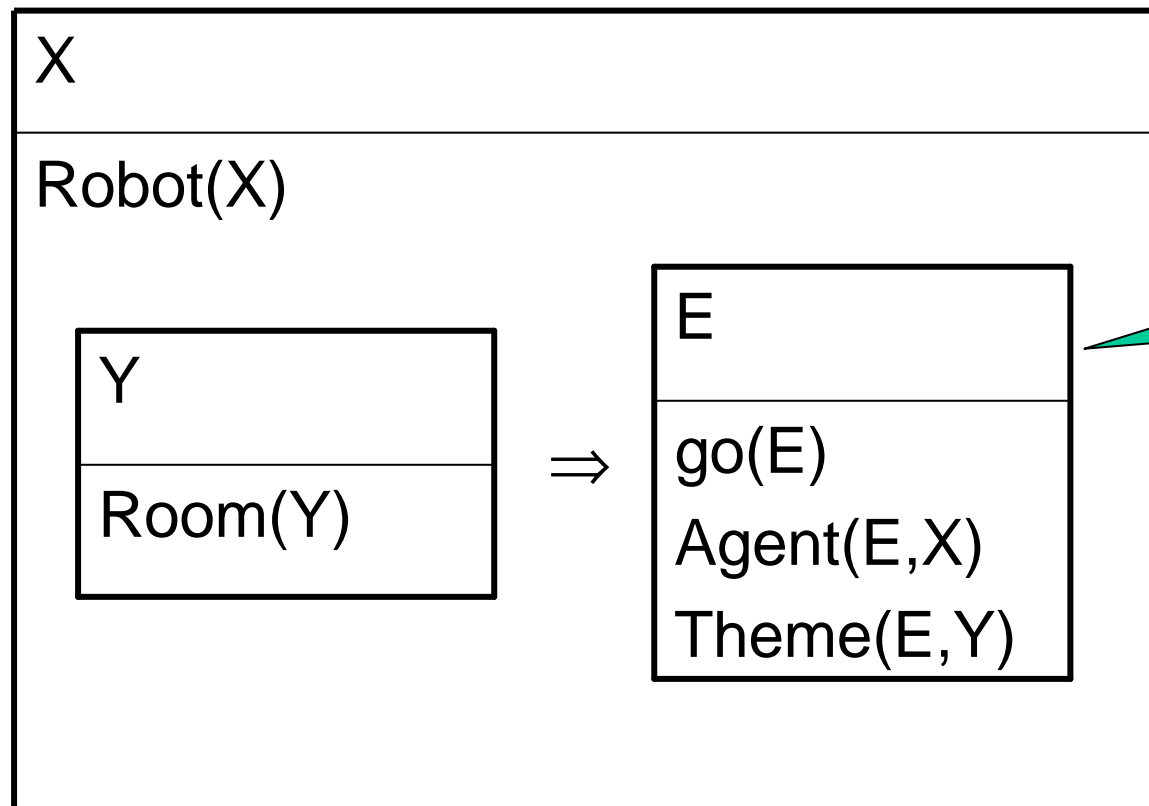 X
Robot(X)
Y
Room(Y)
⇒
E
go(E)
Agent(E,X)
Theme(E,Y)